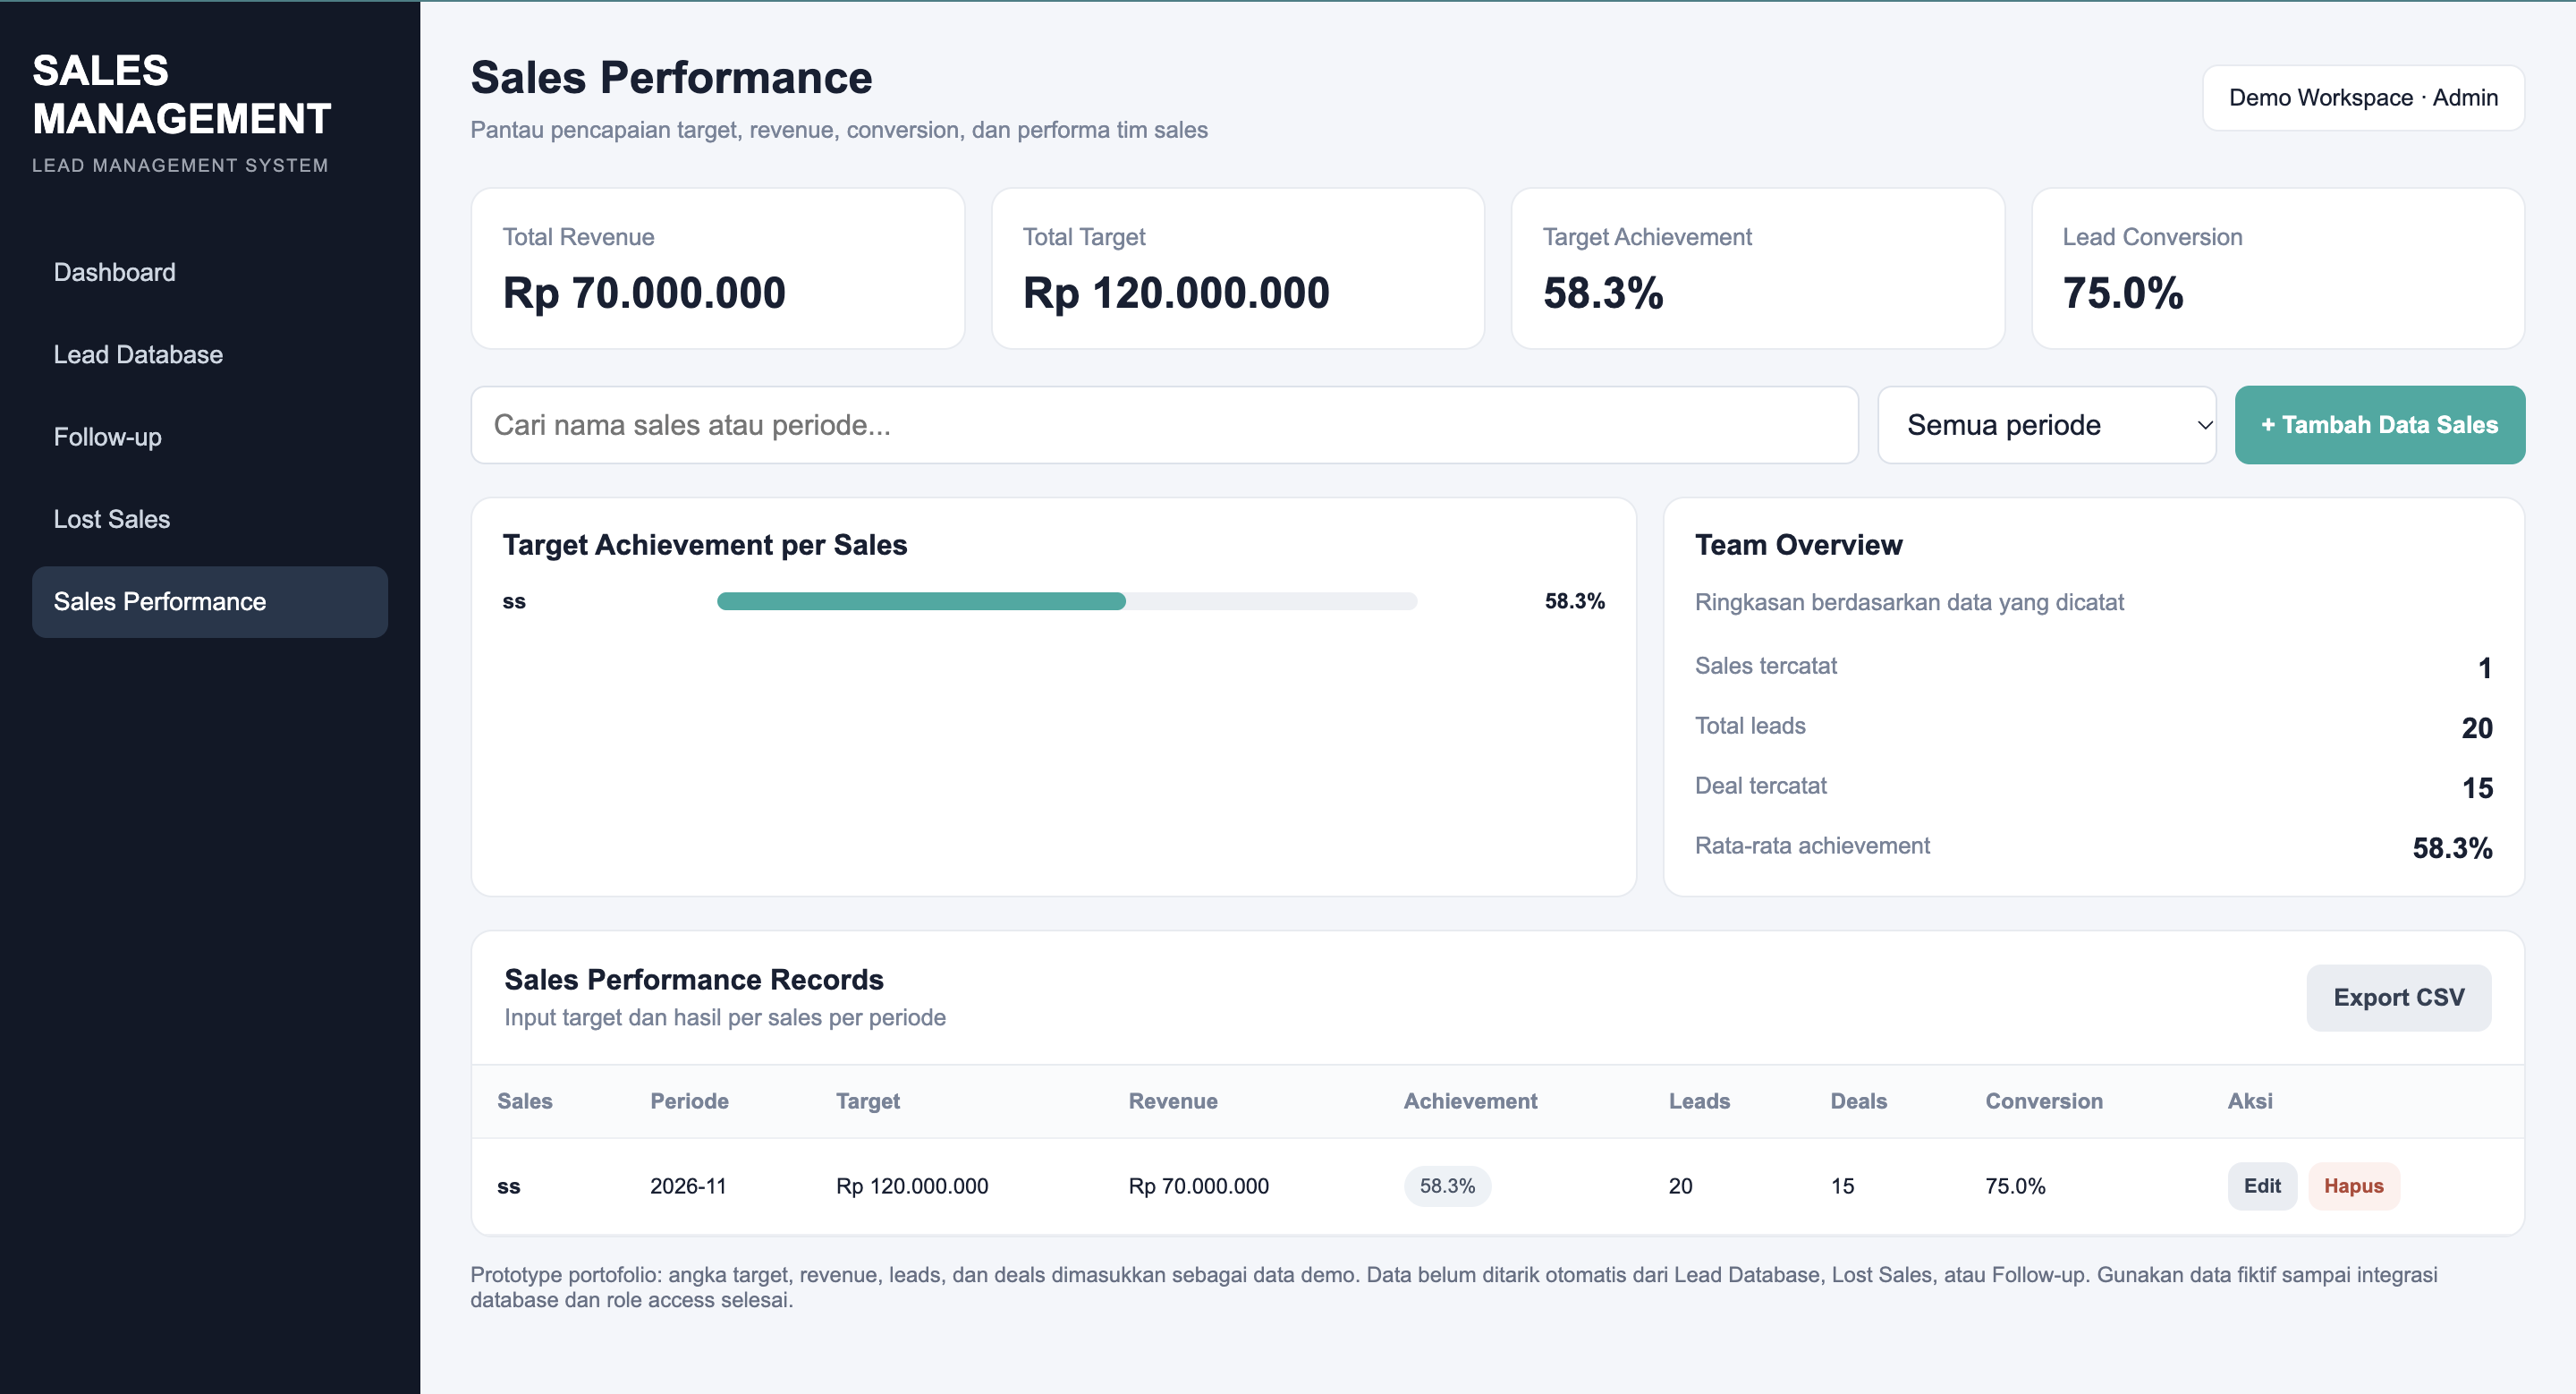 SALES
MANAGEMENT
LEAD MANAGEMENT SYSTEM
Dashboard
Lead Database
Follow-up
Lost Sales
Sales Performance
Sales Performance
Pantau pencapaian target, revenue, conversion, dan performa tim sales
Demo Workspace · Admin
Total Revenue
Rp 70.000.000
Total Target
Rp 120.000.000
Target Achievement
58.3%
Lead Conversion
75.0%
Cari nama sales atau periode...
Semua periode
+ Tambah Data Sales
Target Achievement per Sales
ss 58.3%
Team Overview
Ringkasan berdasarkan data yang dicatat
Sales tercatat 1
Total leads 20
Deal tercatat 15
Rata-rata achievement 58.3%
Sales Performance Records
Input target dan hasil per sales per periode
Export CSV
Sales Periode Target Revenue Achievement Leads Deals Conversion Aksi
ss 2026-11 Rp 120.000.000 Rp 70.000.000 58.3% 20 15 75.0% Edit Hapus
Prototype portofolio: angka target, revenue, leads, dan deals dimasukkan sebagai data demo. Data belum ditarik otomatis dari Lead Database, Lost Sales, atau Follow-up. Gunakan data fiktif sampai integrasi
database dan role access selesai.